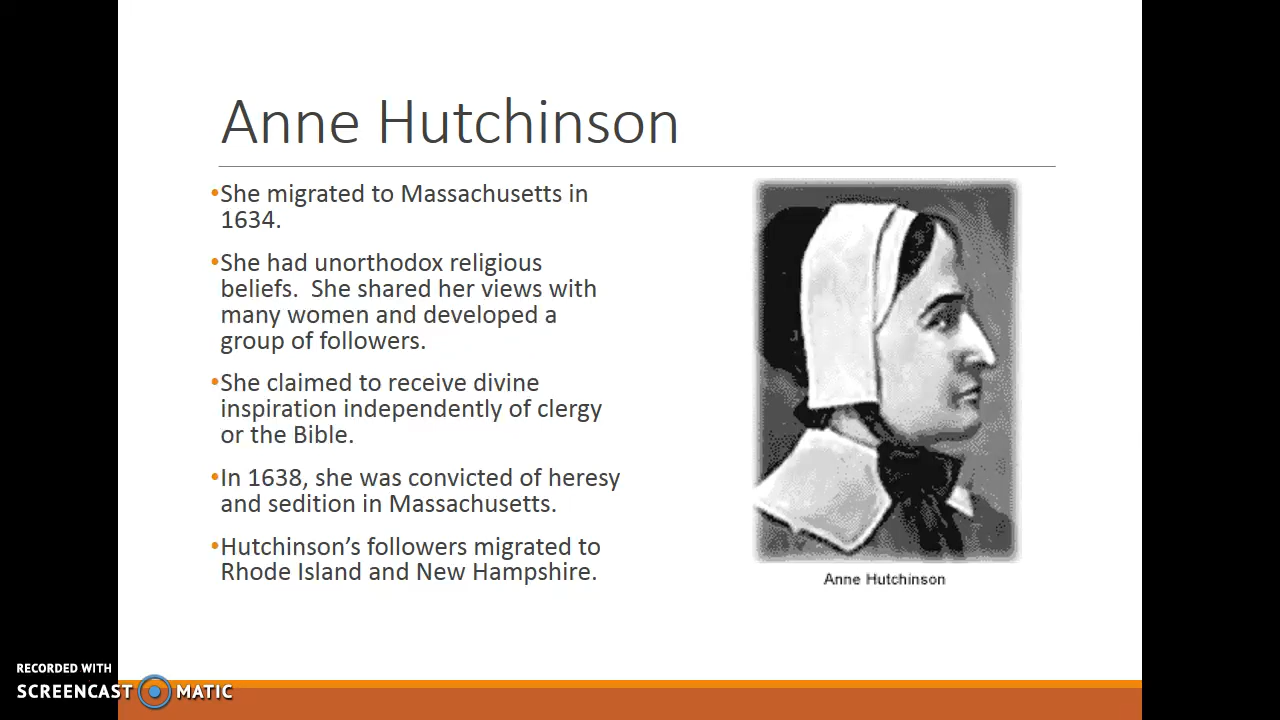 Anne Hutchinson
•She migrated to Massachusetts in
1634.
•She had unorthodox religious
beliefs.  She shared her views with
many women and developed a
group of followers.
•She claimed to receive divine
inspiration independently of clergy
or the Bible.
•In 1638, she was convicted of heresy
and sedition in Massachusetts.
•Hutchinson’s followers migrated to
Rhode Island and New Hampshire.
Anne Hutchinson
RECORDED WITH
SCREENCAST MATIC